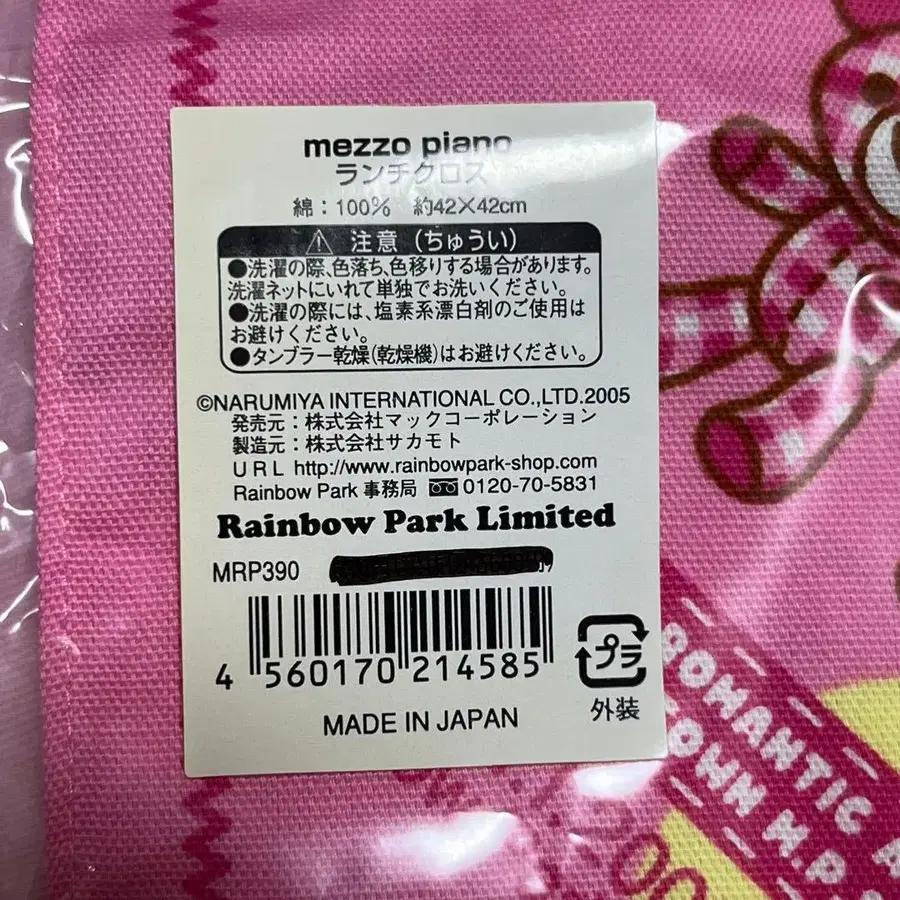 mezzo piano
ランチクロス
綿：100% 約42×42cm
注意（ちゅうい）
●洗濯の際、色落ち、色移りする場合があります。
洗濯ネットにいれて単独でお洗いください。
●洗濯の際には、塩素系漂白剤のご使用は
お避けください。
●タンブラー乾燥(乾燥機)はお避けください。
©NARUMIYA INTERNATIONAL CO.,LTD.2005
発売元：株式会社マックコーポレーション
製造元：株式会社サカモト
URL http://www.rainbowpark-shop.com
Rainbow Park 事務局 0120-70-5831
Rainbow Park Limited
MRP390
4 560170 214585
プラ
外装
MADE IN JAPAN
ROMANTIC
TOWN M.P